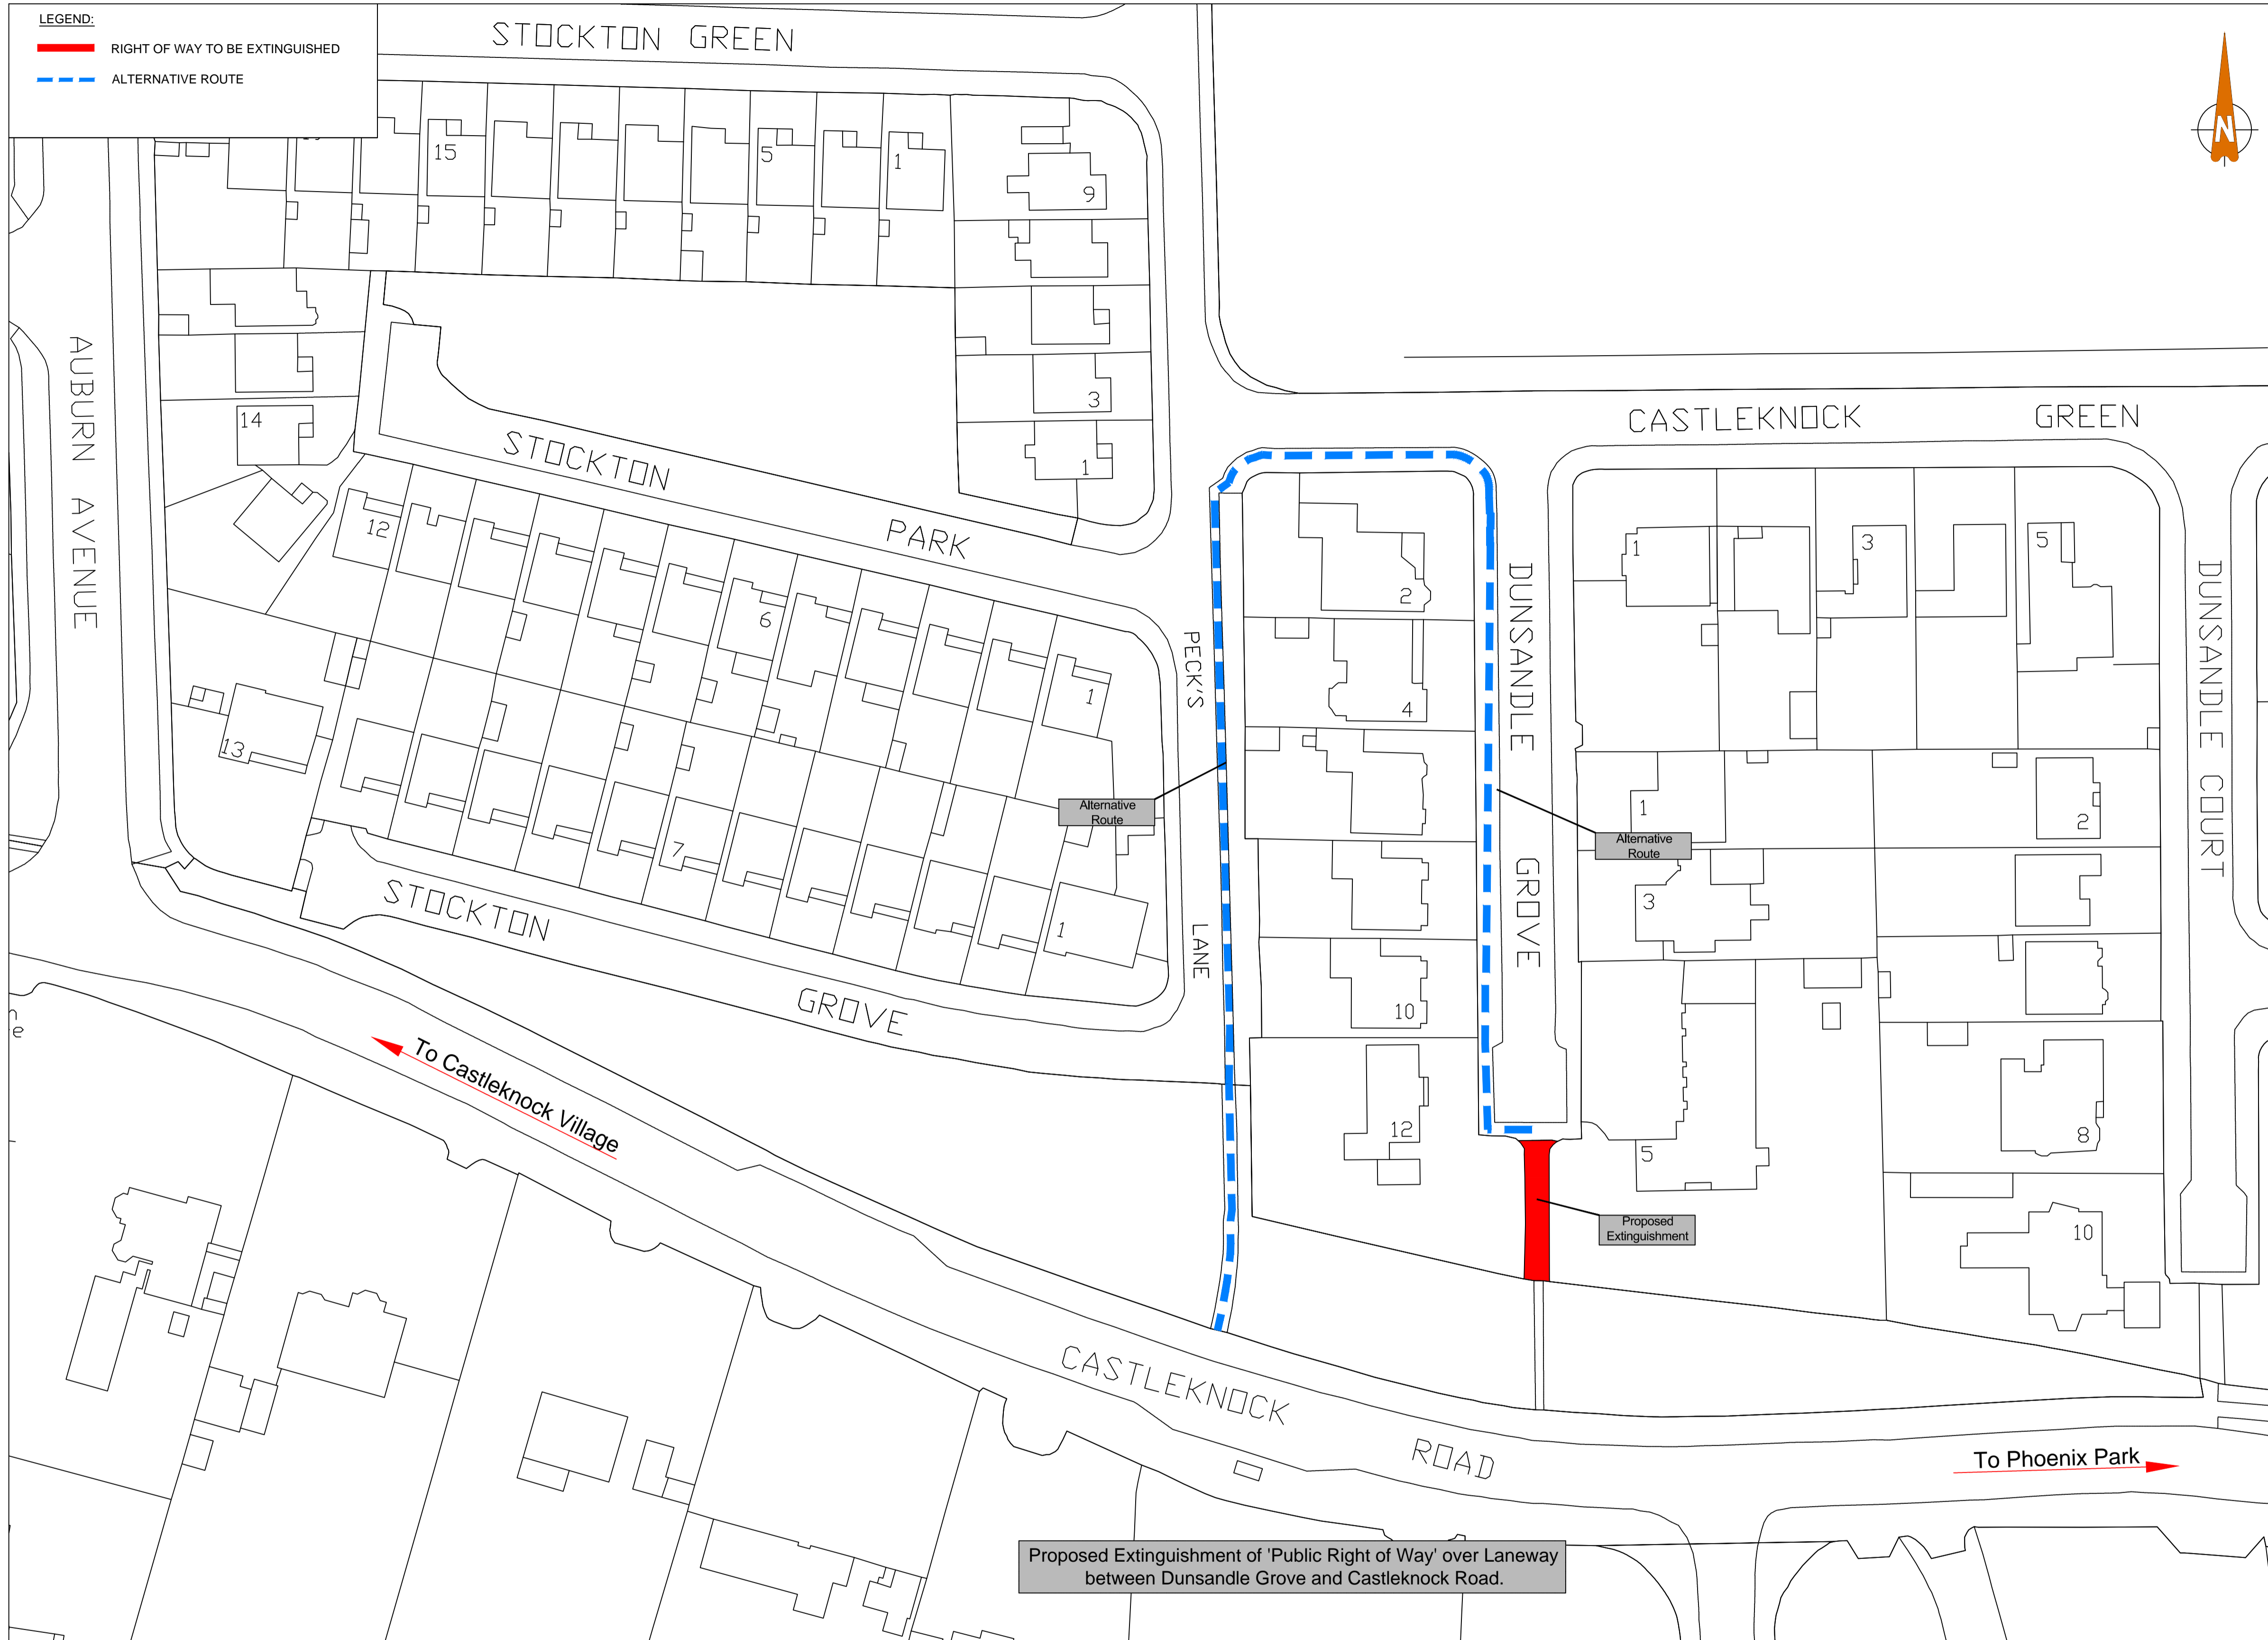 LEGEND:
RIGHT OF WAY TO BE EXTINGUISHED
ALTERNATIVE ROUTE
STOCKTON GREEN
N
15
5
1
9
3
1
14
AUBURN AVENUE
STOCKTON PARK
CASTLEKNOCK GREEN
12
6
1
13
7
1
STOCKTON GROVE
PECK'S LANE
Alternative
Route
2
4
10
12
DUNSANDLE GROVE
Alternative
Route
1
3
5
1
3
5
2
8
10
DUNSANDLE COURT
Proposed
Extinguishment
To Castleknock Village
CASTLEKNOCK ROAD
To Phoenix Park
Proposed Extinguishment of 'Public Right of Way' over Laneway
between Dunsandle Grove and Castleknock Road.